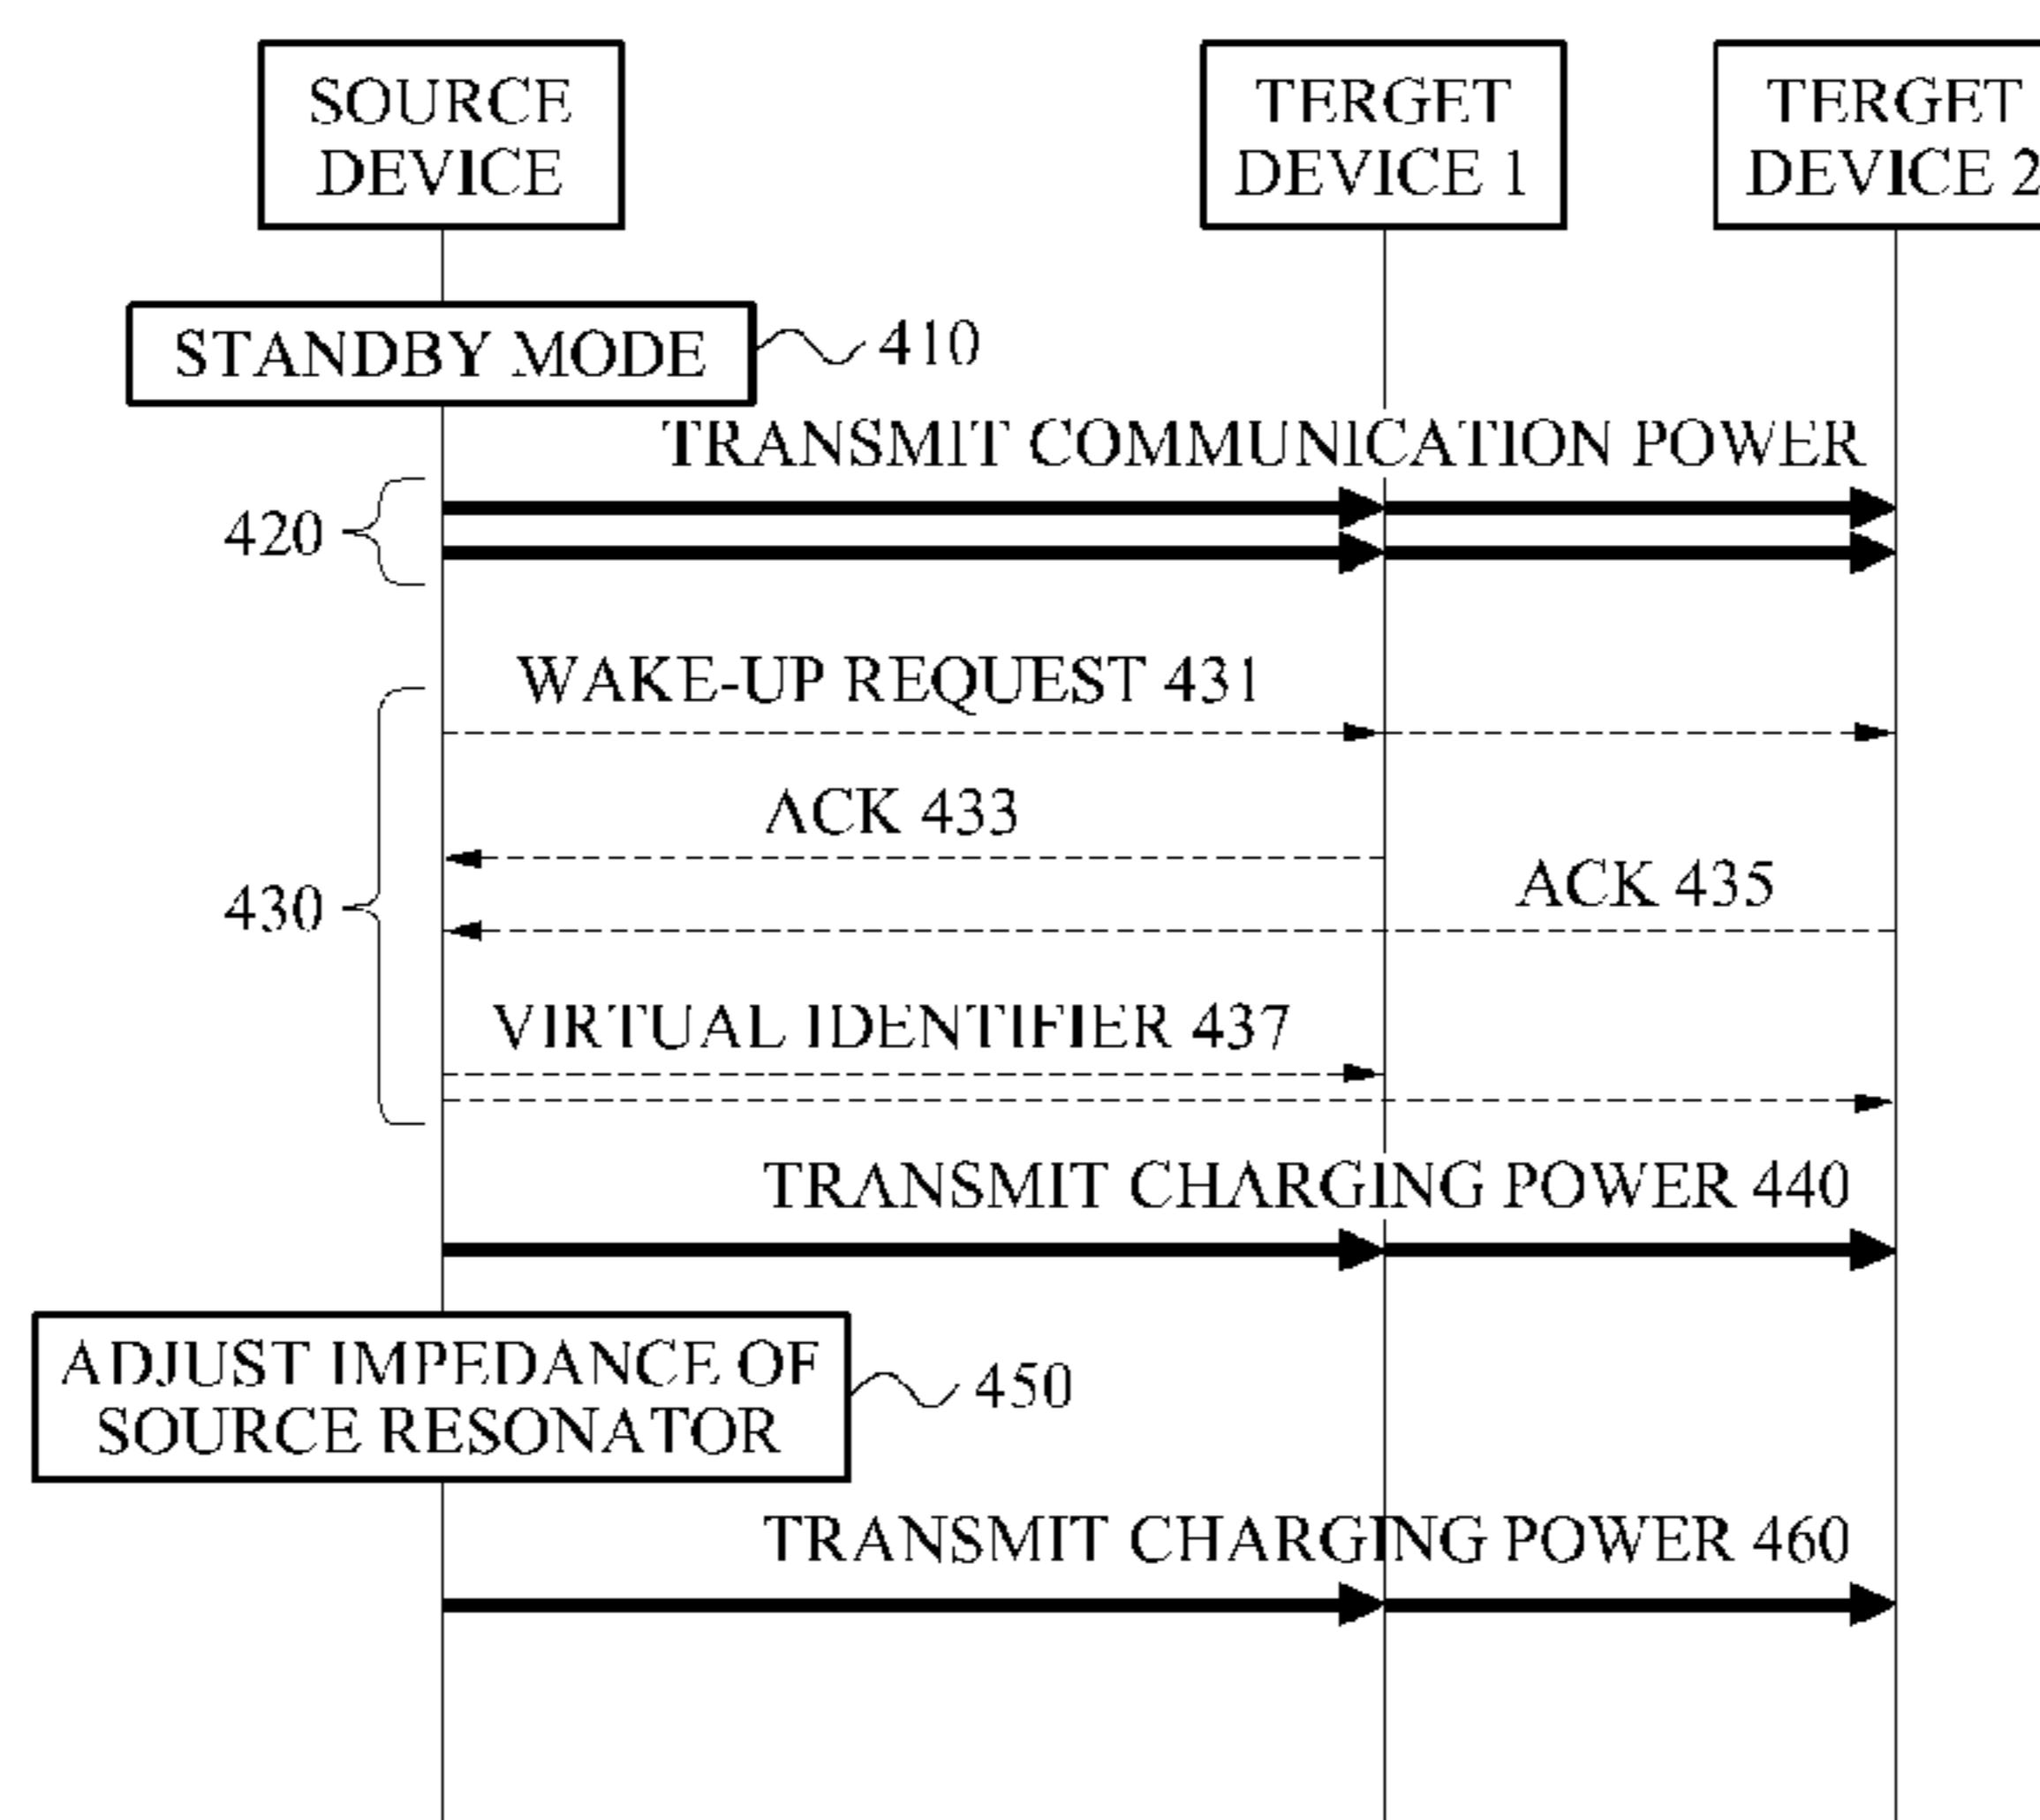 SOURCE
DEVICE
TERGET
DEVICE 1
TERGET
DEVICE 2
STANDBY MODE
410
TRANSMIT COMMUNICATION POWER
420
WAKE-UP REQUEST 431
ACK 433
ACK 435
430
VIRTUAL IDENTIFIER 437
TRANSMIT CHARGING POWER 440
ADJUST IMPEDANCE OF
SOURCE RESONATOR
450
TRANSMIT CHARGING POWER 460